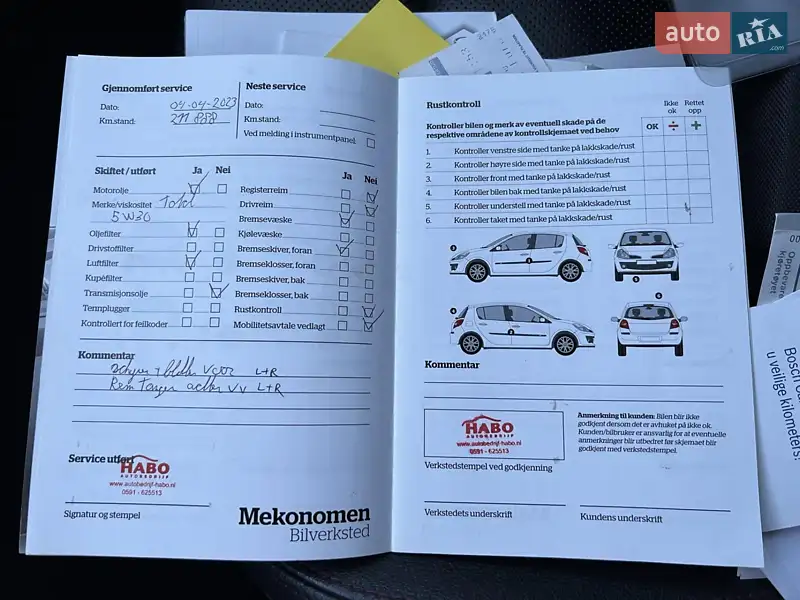 auto RIA.com
Gjennomført service
Dato: 04-04-2023
Km.stand: 211 888
Neste service
Dato:
Km.stand:
Ved melding i instrumentpanel:
Skiftet / utført Ja Nei
Motorolje
Merke/viskositet Total
5W30
Oljefilter
Drivstoffilter
Luftfilter
Kupéfilter
Transmisjonsolje
Tennplugger
Kontrollert for feilkoder
Ja Nei
Registerreim
Drivreim
Bremsevæske
Kjølevæske
Bremseskiver, foran
Bremseklosser, foran
Bremseskiver, bak
Bremseklosser, bak
Rustkontroll
Mobilitetsavtale vedlagt
Kommentar
voor L+R
achter L+R
Service utført
HABO
AUTOBEDRIJF
www.autobedrijf-habo.nl
0591 - 625513
Signatur og stempel
Mekonomen
Bilverksted
Rustkontroll
Ikke ok
Rettet opp
Kontroller bilen og merk av eventuell skade på de
respektive områdene av kontrollskjemaet ved behov
OK ÷ +
1. Kontroller venstre side med tanke på lakkskade/rust
2. Kontroller høyre side med tanke på lakkskade/rust
3. Kontroller front med tanke på lakkskade/rust
4. Kontroller bilen bak med tanke på lakkskade/rust
5. Kontroller understell med tanke på lakkskade/rust
6. Kontroller taket med tanke på lakkskade/rust
Kommentar
HABO
AUTOBEDRIJF
www.autobedrijf-habo.nl
0591 - 625513
Verkstedstempel ved godkjenning
Anmerkning til kunden: Bilen blir ikke
godkjent dersom det er avhuket på ikke ok.
Kunden/bilbruker er ansvarlig for at eventuelle
anmerkninger blir utbedret før skjemaet blir
godkjent med verkstedstempel.
Verkstedets underskrift
Kundens underskrift
kjøretøyet
u vellige kilometers!